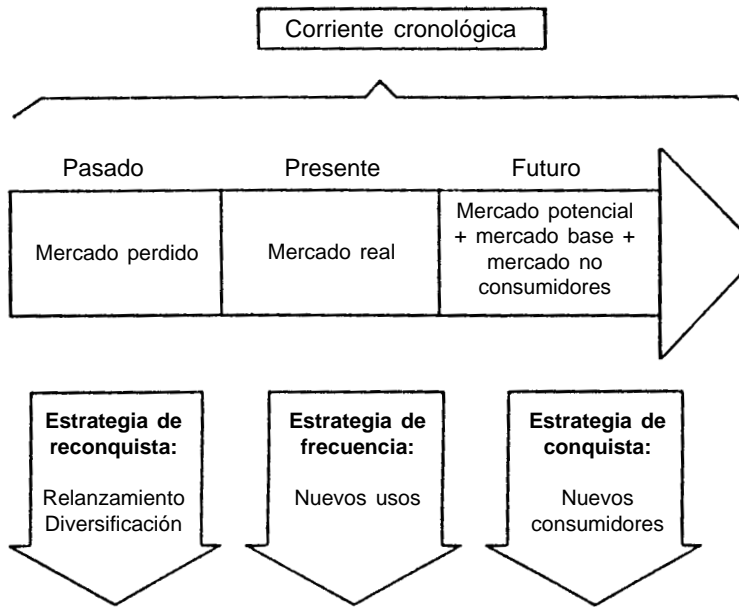 Corriente cronológica
Pasado
Presente
Futuro
Mercado perdido
Mercado real
Mercado potencial
+ mercado base +
mercado no
consumidores
Estrategia de
reconquista:
Relanzamiento
Diversificación
Estrategia de
frecuencia:
Nuevos usos
Estrategia de
conquista:
Nuevos
consumidores